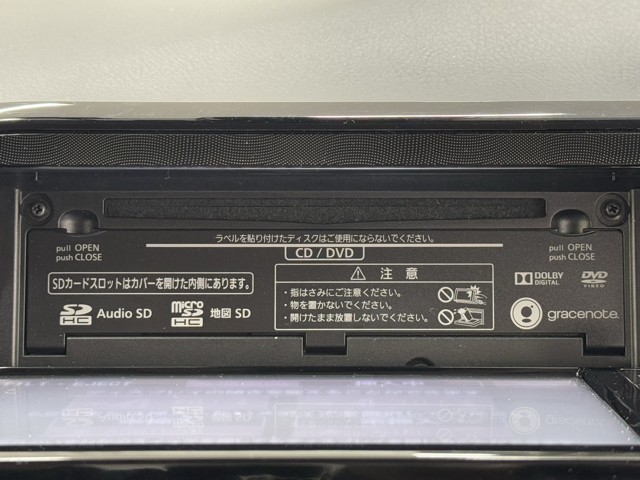 ラベルを貼り付けたディスクはご使用にならないでください。
CD / DVD
pull OPEN
push CLOSE
pull OPEN
push CLOSE
SDカードスロットはカバーを開けた内側にあります。
⚠ 注 意
・指はさみにご注意ください。
・物を置かないでください。
・開けたまま放置しないでください。
DOLBY
DIGITAL
DVD
VIDEO
SD
HC
Audio SD
micro
SD
HC
地図 SD
gracenote.